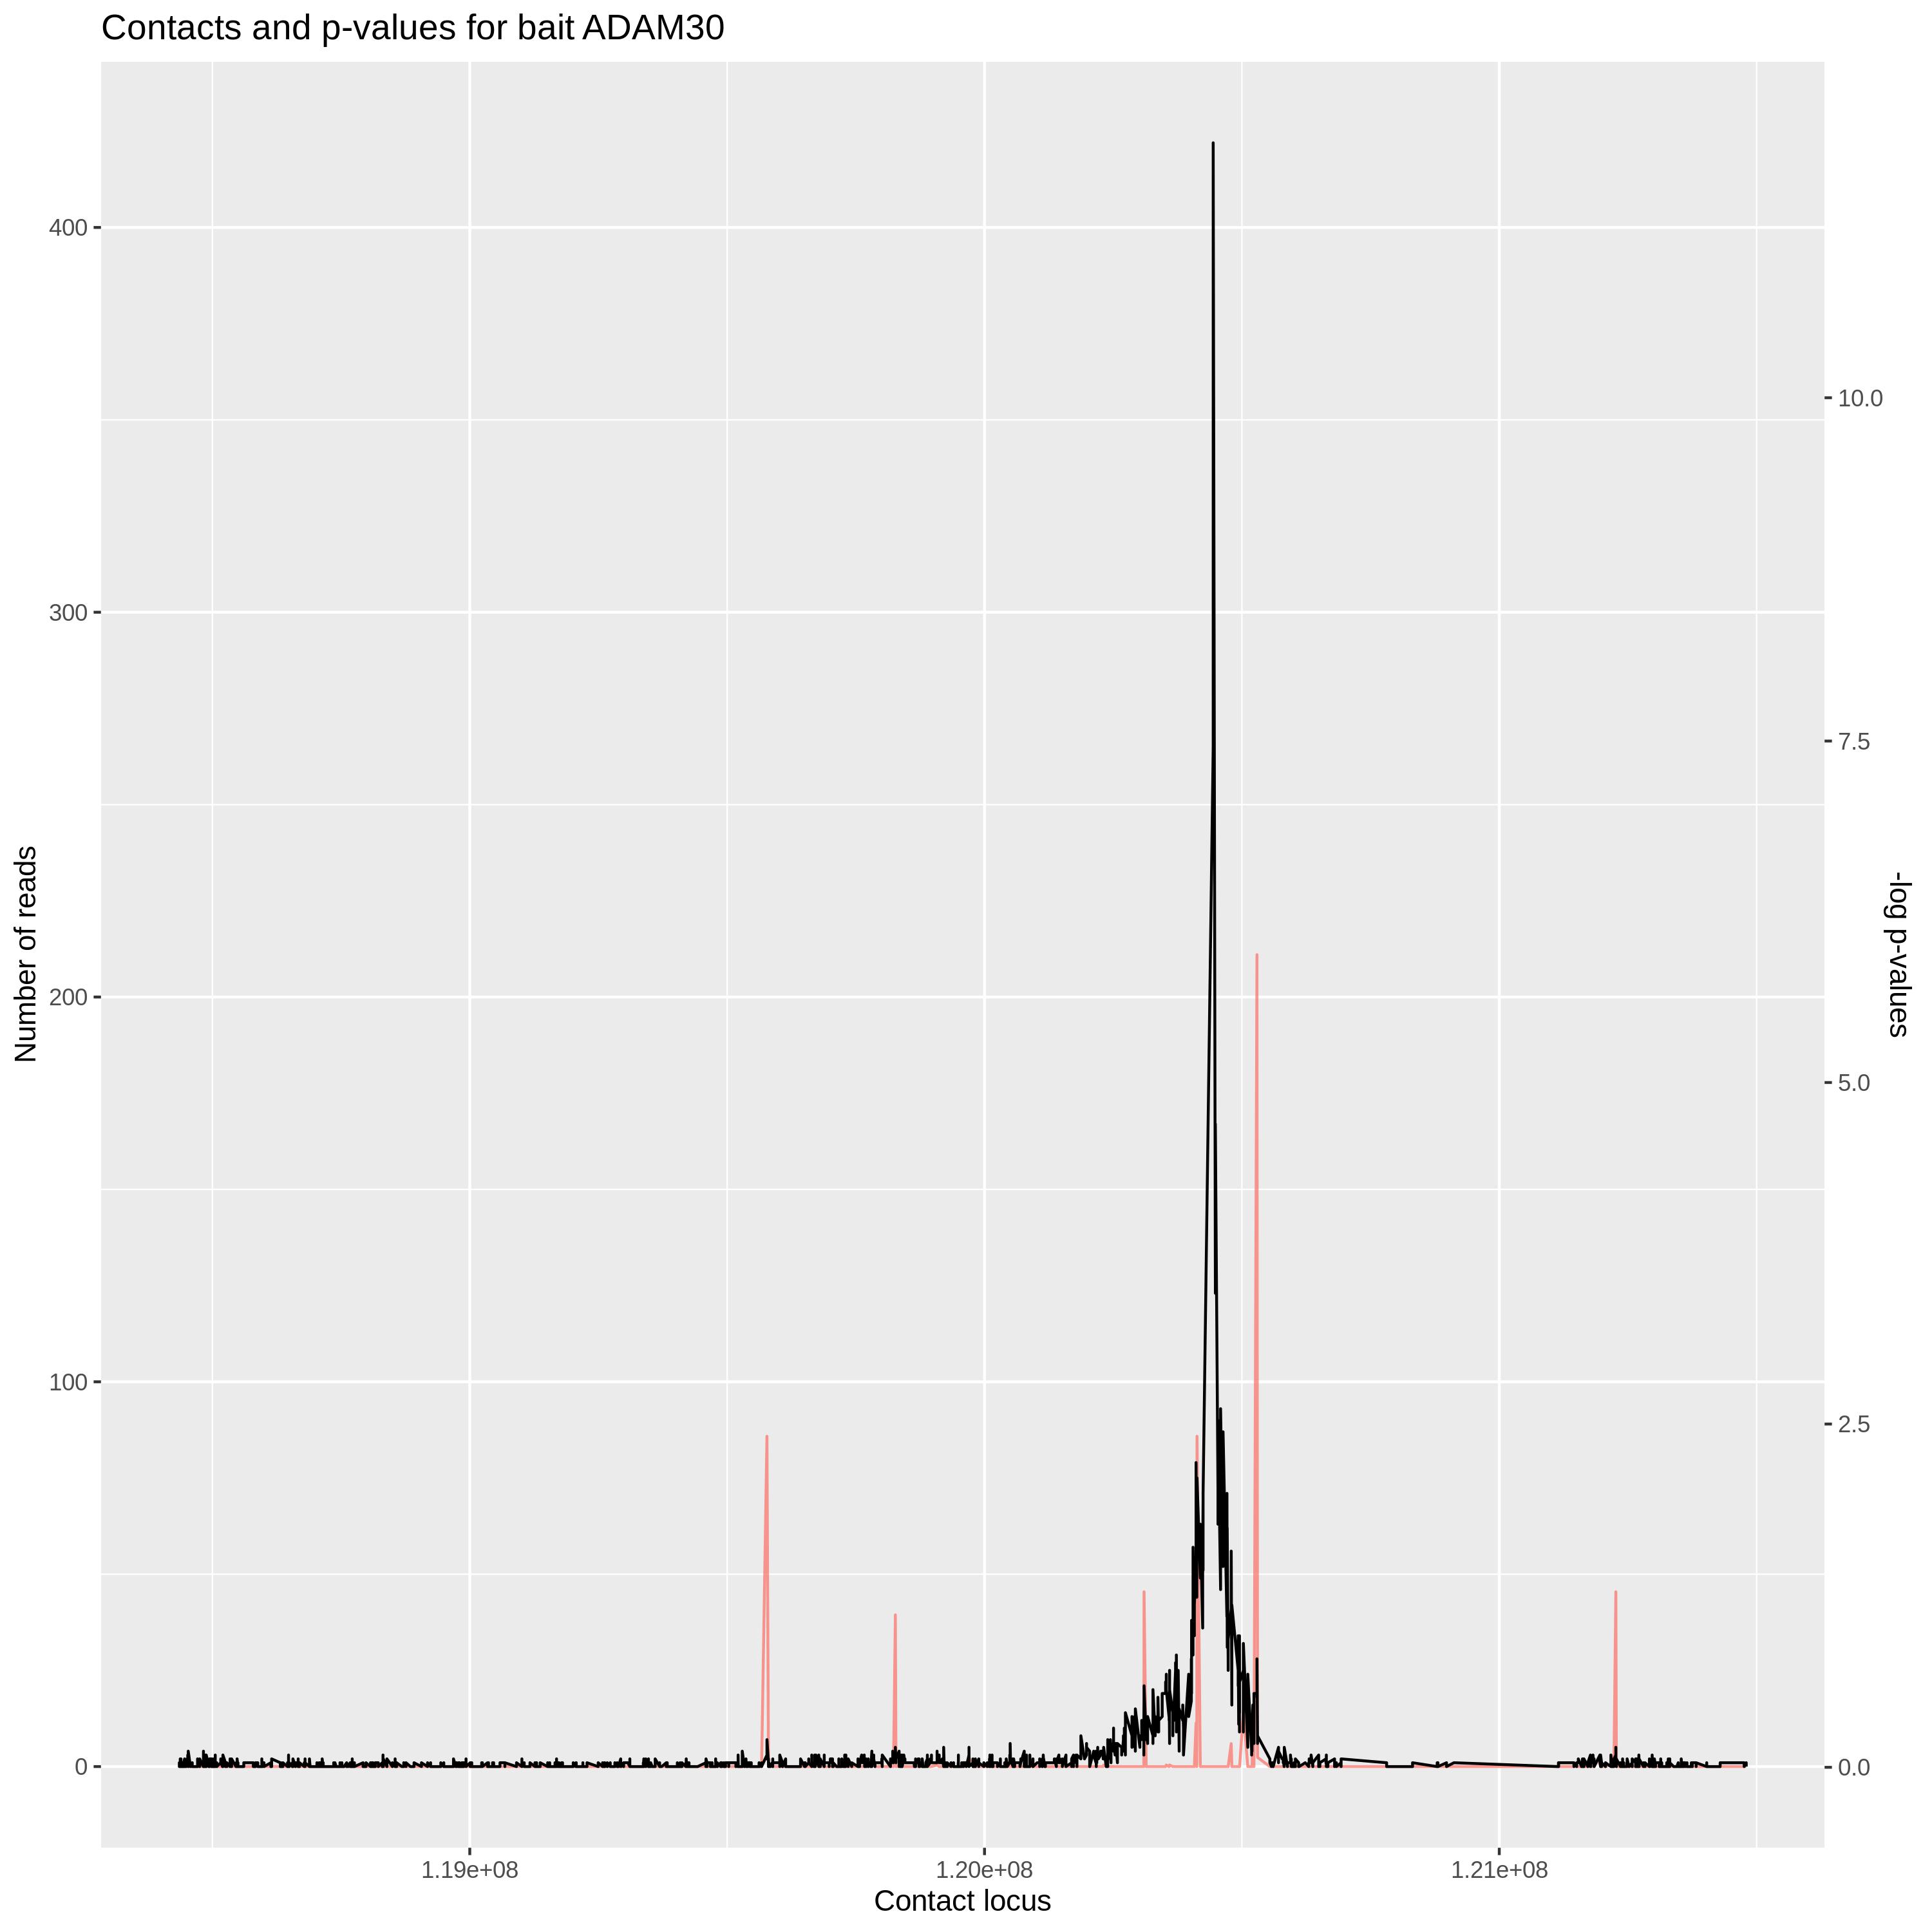 Contacts and p-values for bait ADAM30
400
300
200
100
0
Number of reads
10.0
7.5
5.0
2.5
0.0
-log p-values
1.19e+08
1.20e+08
1.21e+08
Contact locus